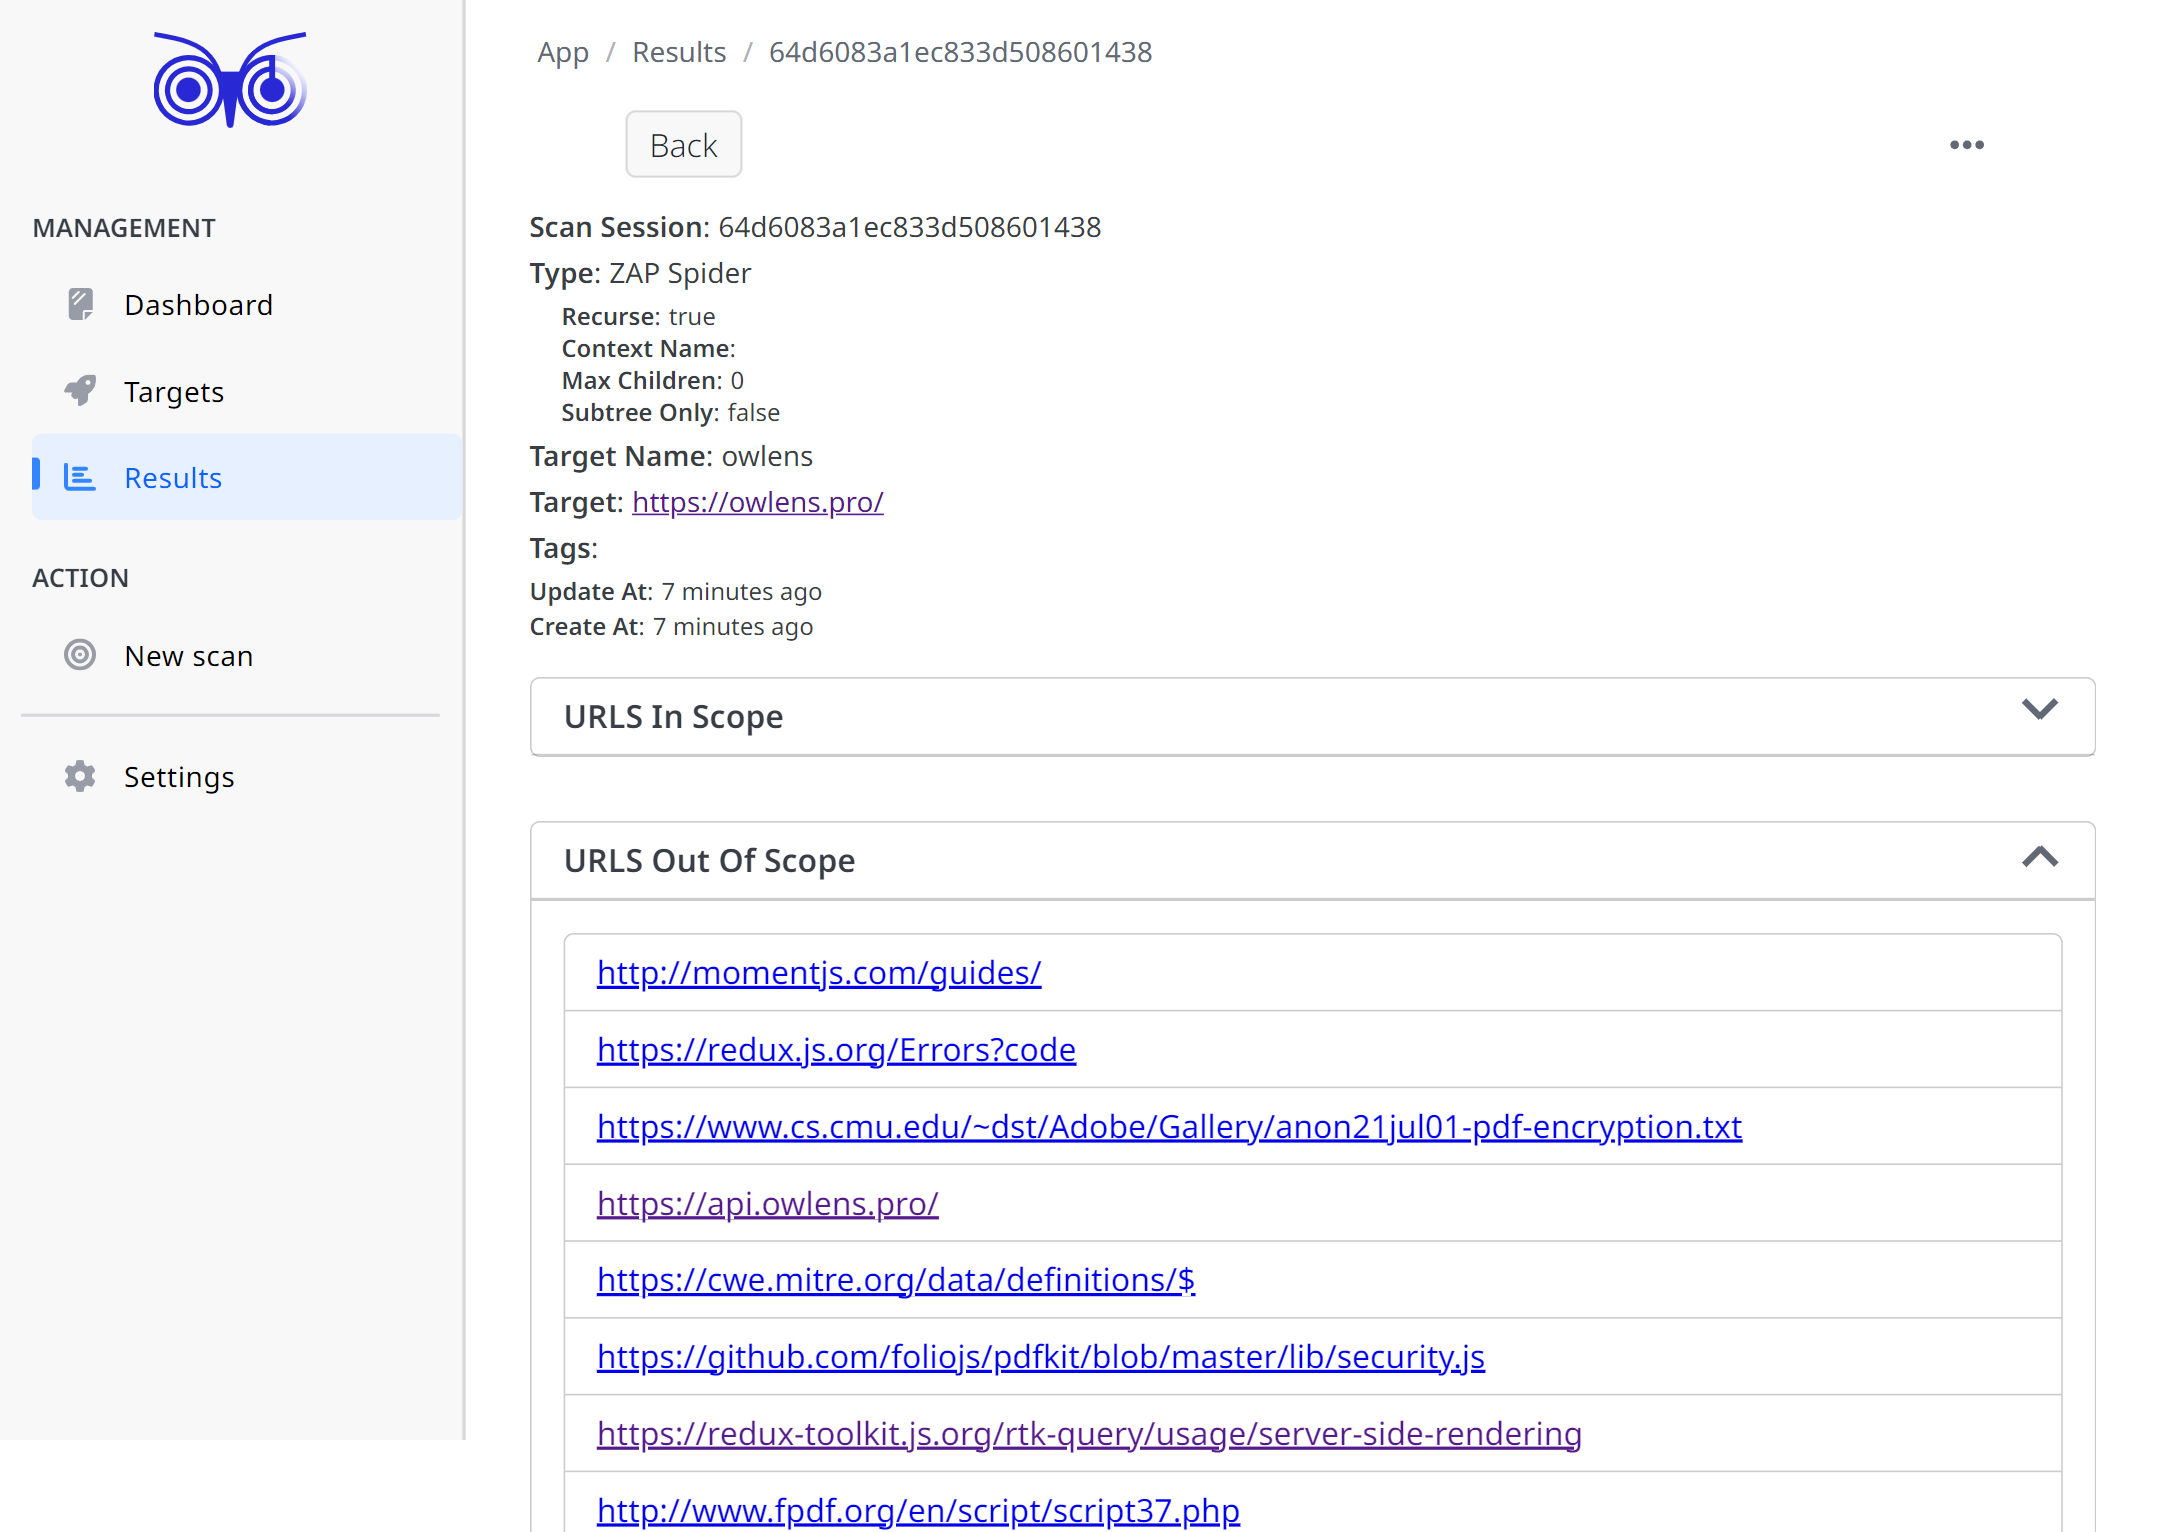 App / Results / 64d6083a1ec833d508601438
Back
MANAGEMENT
Dashboard
Targets
Results
ACTION
New scan
Settings
Scan Session: 64d6083a1ec833d508601438
Type: ZAP Spider
Recurse: true
Context Name:
Max Children: 0
Subtree Only: false
Target Name: owlens
Target: https://owlens.pro/
Tags:
Update At: 7 minutes ago
Create At: 7 minutes ago
URLS In Scope
URLS Out Of Scope
http://momentjs.com/guides/
https://redux.js.org/Errors?code
https://www.cs.cmu.edu/~dst/Adobe/Gallery/anon21jul01-pdf-encryption.txt
https://api.owlens.pro/
https://cwe.mitre.org/data/definitions/$
https://github.com/foliojs/pdfkit/blob/master/lib/security.js
https://redux-toolkit.js.org/rtk-query/usage/server-side-rendering
http://www.fpdf.org/en/script/script37.php